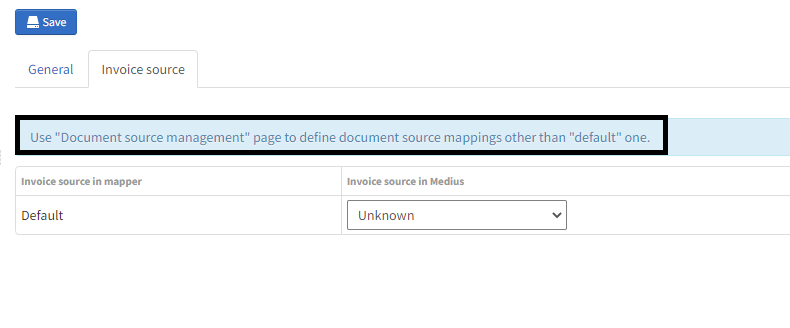 Save
General
Invoice source
Use "Document source management" page to define document source mappings other than "default" one.
Invoice source in mapper
Invoice source in Medius
Default
Unknown